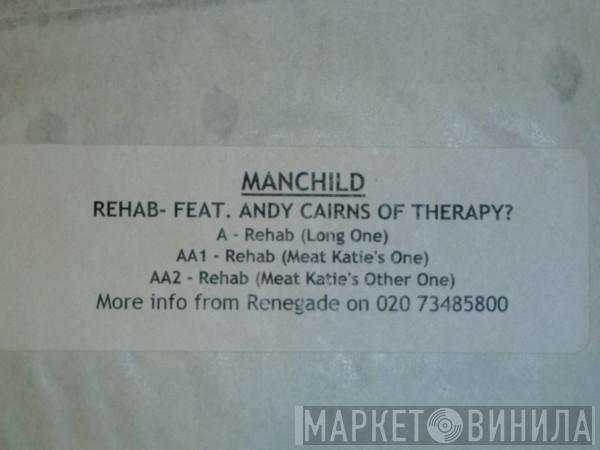 MANCHILD
REHAB- FEAT. ANDY CAIRNS OF THERAPY?
A - Rehab (Long One)
AA1 - Rehab (Meat Katie's One)
AA2 - Rehab (Meat Katie's Other One)
More info from Renegade on 020 73485800
МАРКЕТ ВИНИЛА